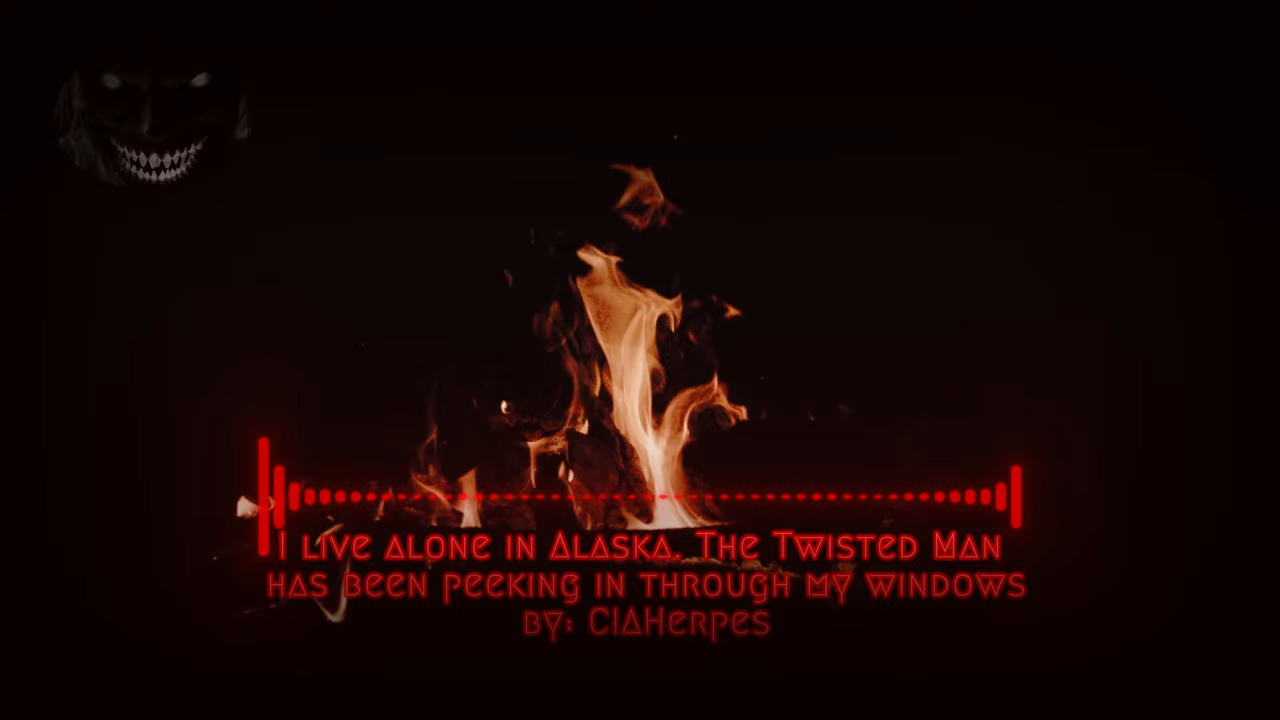 I live alone in Alaska. The Twisted Man
has been peeking in through my windows
by: CIAHerpes